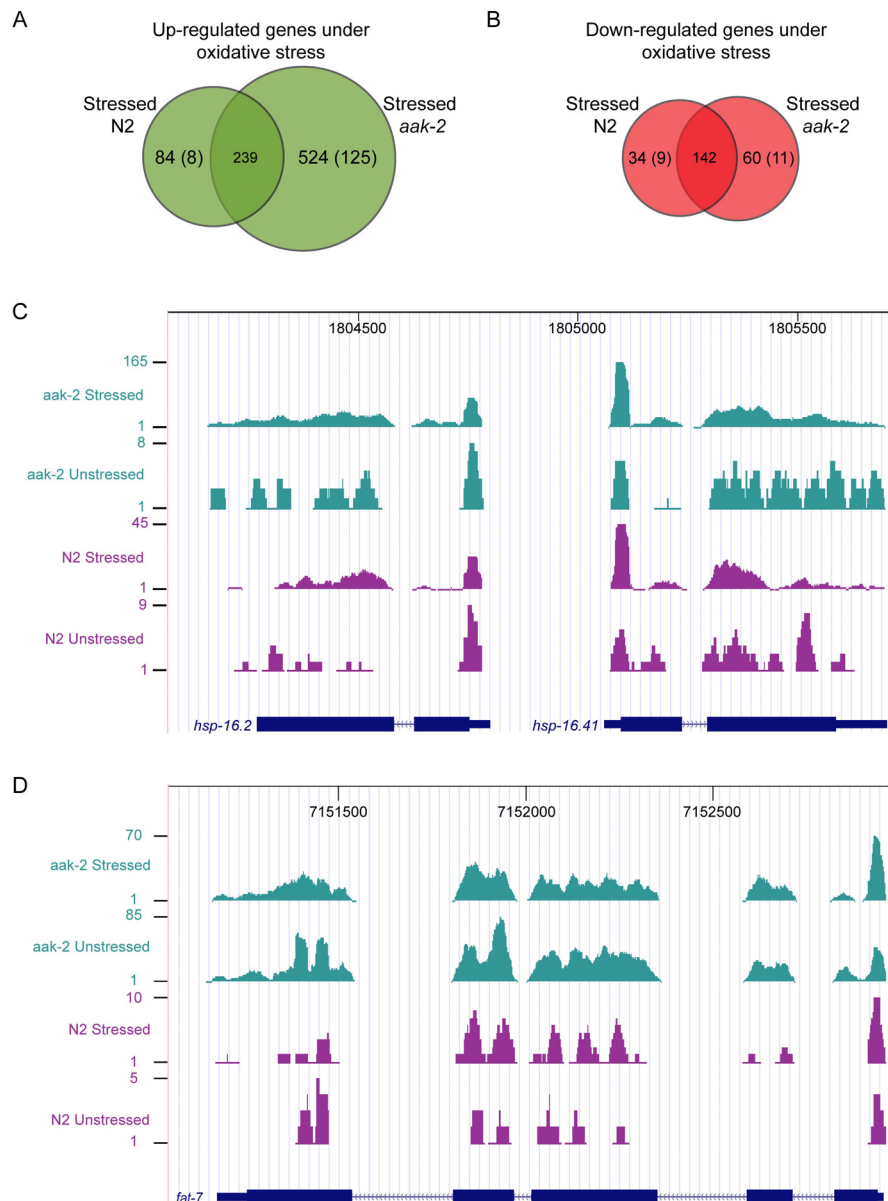 A
Up-regulated genes under
oxidative stress
Stressed
N2
Stressed
aak-2
84 (8)
239
524 (125)
B
Down-regulated genes under
oxidative stress
Stressed
N2
Stressed
aak-2
34 (9)
142
60 (11)
C
1804500
1805000
1805500
165
aak-2 Stressed
1
8
aak-2 Unstressed
1
45
N2 Stressed
1
9
N2 Unstressed
1
hsp-16.2
hsp-16.41
D
7151500
7152000
7152500
70
aak-2 Stressed
1
85
aak-2 Unstressed
1
10
N2 Stressed
1
5
N2 Unstressed
1
fat-7